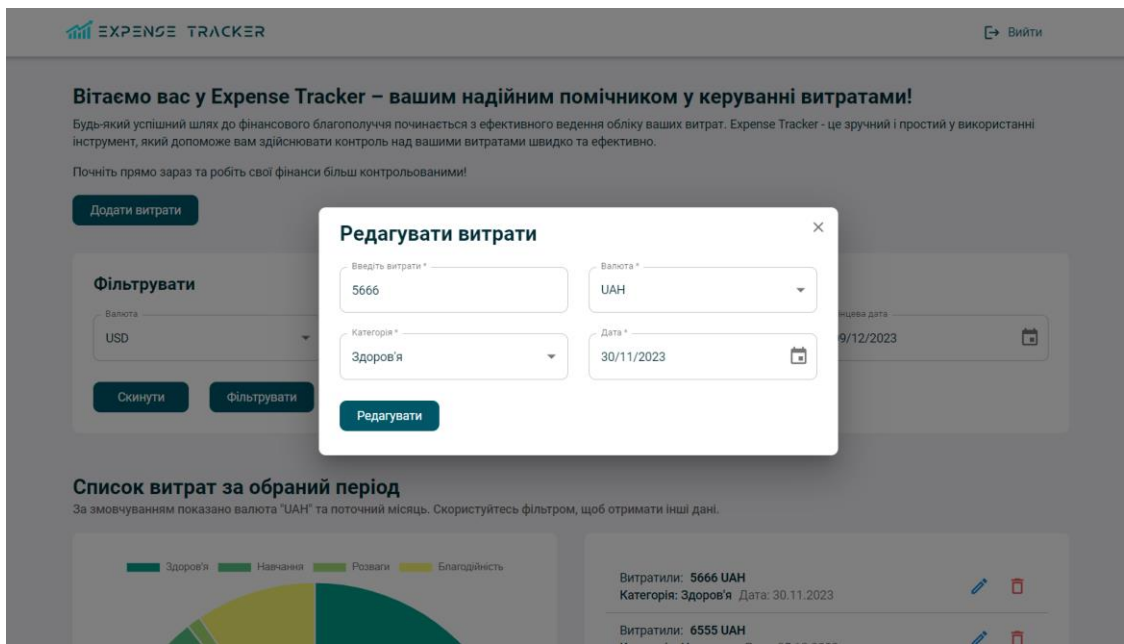 EXPENSE TRACKER
Вийти
Вітаємо вас у Expense Tracker – вашим надійним помічником у керуванні витратами!
Будь-який успішний шлях до фінансового благополуччя починається з ефективного ведення обліку ваших витрат. Expense Tracker - це зручний і простий у використанні
інструмент, який допоможе вам здійснювати контроль над вашими витратами швидко та ефективно.
Почніть прямо зараз та робіть свої фінанси більш контрольованими!
Додати витрати
Редагувати витрати
Введіть витрати *
5666
Валюта *
UAH
Категорія *
Здоров'я
Дата *
30/11/2023
Редагувати
Фільтрувати
Валюта
USD
дата
9/12/2023
Скинути
Фільтрувати
Список витрат за обраний період
За змовчуванням показано валюта "UAH" та поточний місяць. Скористуйтесь фільтром, щоб отримати інші дані.
Здоров'я
Навчання
Розваги
Благодійність
Витратили: 5666 UAH
Категорія: Здоров'я Дата: 30.11.2023
Витратили: 6555 UAH